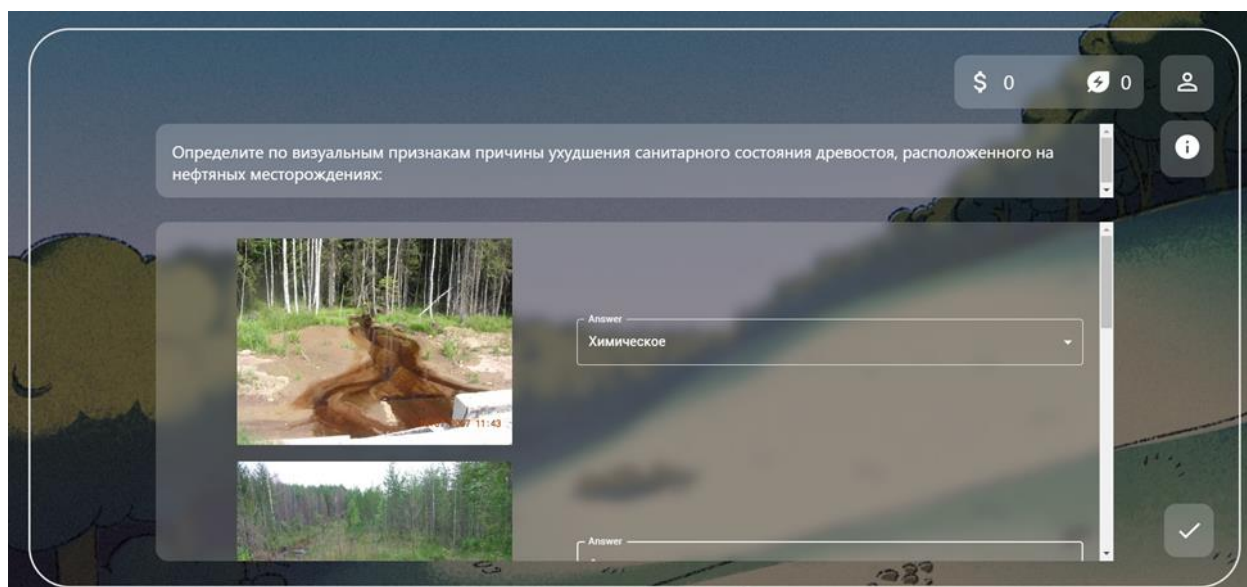 $ 0 0
Определите по визуальным признакам причины ухудшения санитарного состояния древостоя, расположенного на
нефтяных месторождениях:
Answer
Химическое
11:43
Answer